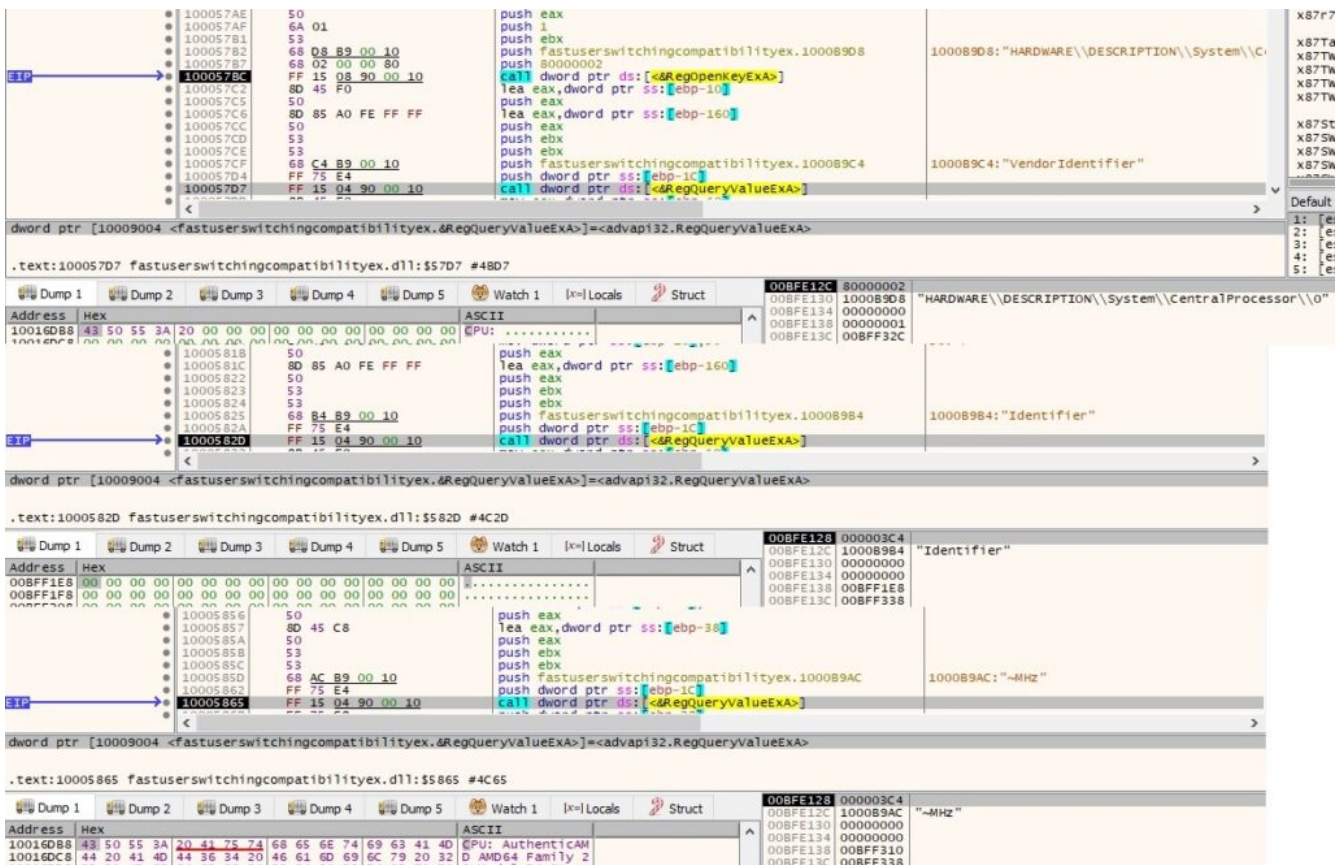 100057AE 50 push eax x87r7
100057AF 6A 01 push 1
100057B1 53 push ebx x87Ta
100057B2 68 D8 B9 00 10 push fastuserswitchingcompatibilityex.1000B9D8 1000B9D8:"HARDWARE\\DESCRIPTION\\System\\C x87TW
100057B7 68 02 00 00 80 push 80000002 x87TW
EIP 100057BC FF 15 08 90 00 10 call dword ptr ds:[<&RegOpenKeyExA>] x87TW
100057C2 8D 45 F0 lea eax,dword ptr ss:[ebp-10] x87TW
100057C5 50 push eax
100057C6 8D 85 A0 FE FF FF lea eax,dword ptr ss:[ebp-160] x87St
100057CC 50 push eax x87SW
100057CD 53 push ebx x87SW
100057CE 53 push ebx x87SW
100057CF 68 C4 B9 00 10 push fastuserswitchingcompatibilityex.1000B9C4 1000B9C4:"VendorIdentifier" x87SW
100057D4 FF 75 E4 push dword ptr ss:[ebp-1C]
100057D7 FF 15 04 90 00 10 call dword ptr ds:[<&RegQueryValueExA>]
Default
dword ptr [10009004 <fastuserswitchingcompatibilityex.&RegQueryValueExA>]=<advapi32.RegQueryValueExA>
1: [es
2: [es
3: [es
4: [es
5: [es
.text:100057D7 fastuserswitchingcompatibilityex.dll:$57D7 #4BD7
Dump 1 Dump 2 Dump 3 Dump 4 Dump 5 Watch 1 [x=] Locals Struct
00BFE12C 80000002
00BFE130 1000B9D8 "HARDWARE\\DESCRIPTION\\System\\CentralProcessor\\0"
00BFE134 00000000
00BFE138 00000001
00BFE13C 00BFF32C
Address Hex ASCII
10016DB8 43 50 55 3A 20 00 00 00 00 00 00 00 00 00 00 00 CPU: ...........
1000581B 50 push eax
1000581C 8D 85 A0 FE FF FF lea eax,dword ptr ss:[ebp-160]
10005822 50 push eax
10005823 53 push ebx
10005824 53 push ebx
10005825 68 B4 B9 00 10 push fastuserswitchingcompatibilityex.1000B9B4 1000B9B4:"Identifier"
1000582A FF 75 E4 push dword ptr ss:[ebp-1C]
EIP 1000582D FF 15 04 90 00 10 call dword ptr ds:[<&RegQueryValueExA>]
dword ptr [10009004 <fastuserswitchingcompatibilityex.&RegQueryValueExA>]=<advapi32.RegQueryValueExA>
.text:1000582D fastuserswitchingcompatibilityex.dll:$582D #4C2D
Dump 1 Dump 2 Dump 3 Dump 4 Dump 5 Watch 1 [x=] Locals Struct
00BFE128 000003C4
00BFE12C 1000B9B4 "Identifier"
00BFE130 00000000
00BFE134 00000000
00BFE138 00BFF1E8
00BFE13C 00BFF338
Address Hex ASCII
00BFF1E8 00 00 00 00 00 00 00 00 00 00 00 00 00 00 00 00 ................
00BFF1F8 00 00 00 00 00 00 00 00 00 00 00 00 00 00 00 00 ................
10005856 50 push eax
10005857 8D 45 C8 lea eax,dword ptr ss:[ebp-38]
1000585A 50 push eax
1000585B 53 push ebx
1000585C 53 push ebx
1000585D 68 AC B9 00 10 push fastuserswitchingcompatibilityex.1000B9AC 1000B9AC:"~MHz"
10005862 FF 75 E4 push dword ptr ss:[ebp-1C]
EIP 10005865 FF 15 04 90 00 10 call dword ptr ds:[<&RegQueryValueExA>]
dword ptr [10009004 <fastuserswitchingcompatibilityex.&RegQueryValueExA>]=<advapi32.RegQueryValueExA>
.text:10005865 fastuserswitchingcompatibilityex.dll:$5865 #4C65
Dump 1 Dump 2 Dump 3 Dump 4 Dump 5 Watch 1 [x=] Locals Struct
00BFE128 000003C4
00BFE12C 1000B9AC "~MHz"
00BFE130 00000000
00BFE134 00000000
00BFE138 00BFF310
00BFE13C 00BFF338
Address Hex ASCII
10016DB8 43 50 55 3A 20 41 75 74 68 65 6E 74 69 63 41 4D CPU: AuthenticAM
10016DC8 44 20 41 4D 44 36 34 20 46 61 6D 69 6C 79 20 32 D AMD64 Family 2